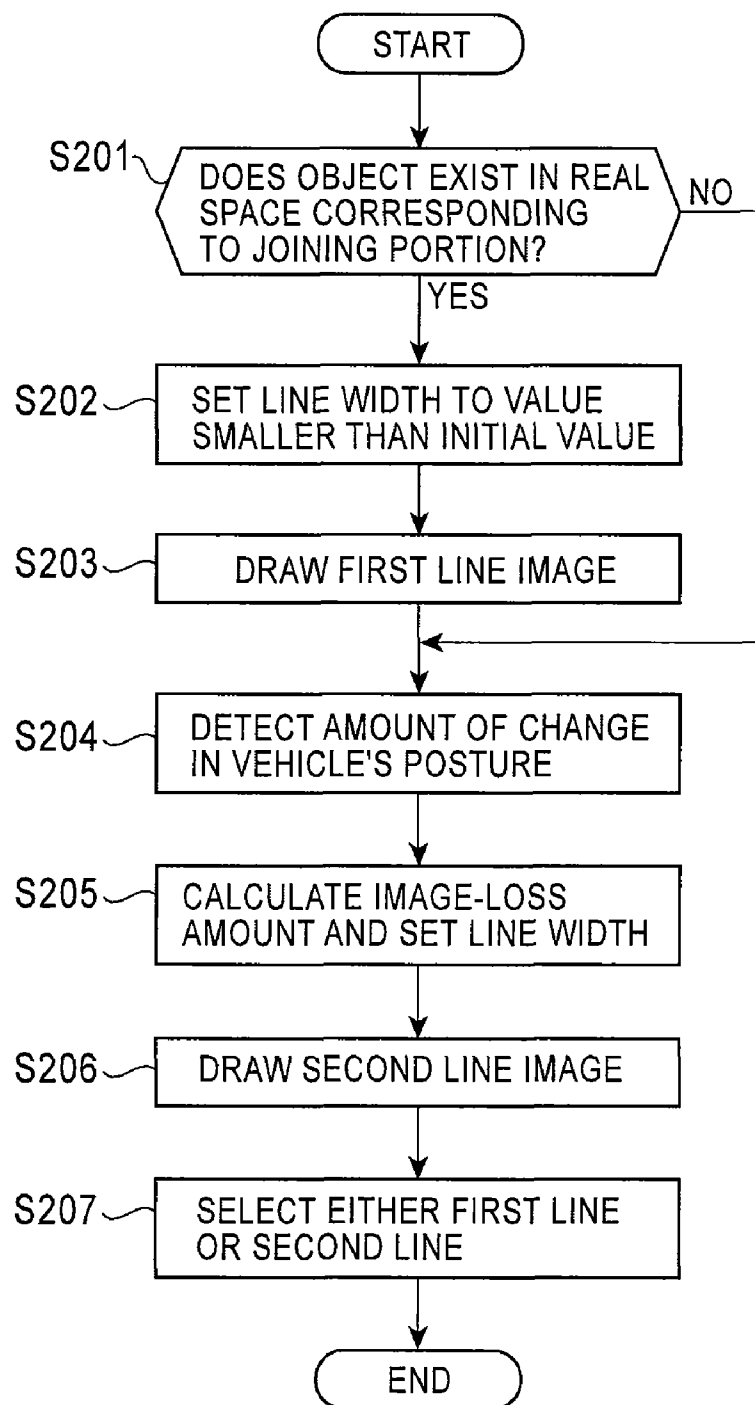 START
S201
DOES OBJECT EXIST IN REAL
SPACE CORRESPONDING
TO JOINING PORTION?
NO
YES
S202
SET LINE WIDTH TO VALUE
SMALLER THAN INITIAL VALUE
S203
DRAW FIRST LINE IMAGE
S204
DETECT AMOUNT OF CHANGE
IN VEHICLE'S POSTURE
S205
CALCULATE IMAGE-LOSS
AMOUNT AND SET LINE WIDTH
S206
DRAW SECOND LINE IMAGE
S207
SELECT EITHER FIRST LINE
OR SECOND LINE
END